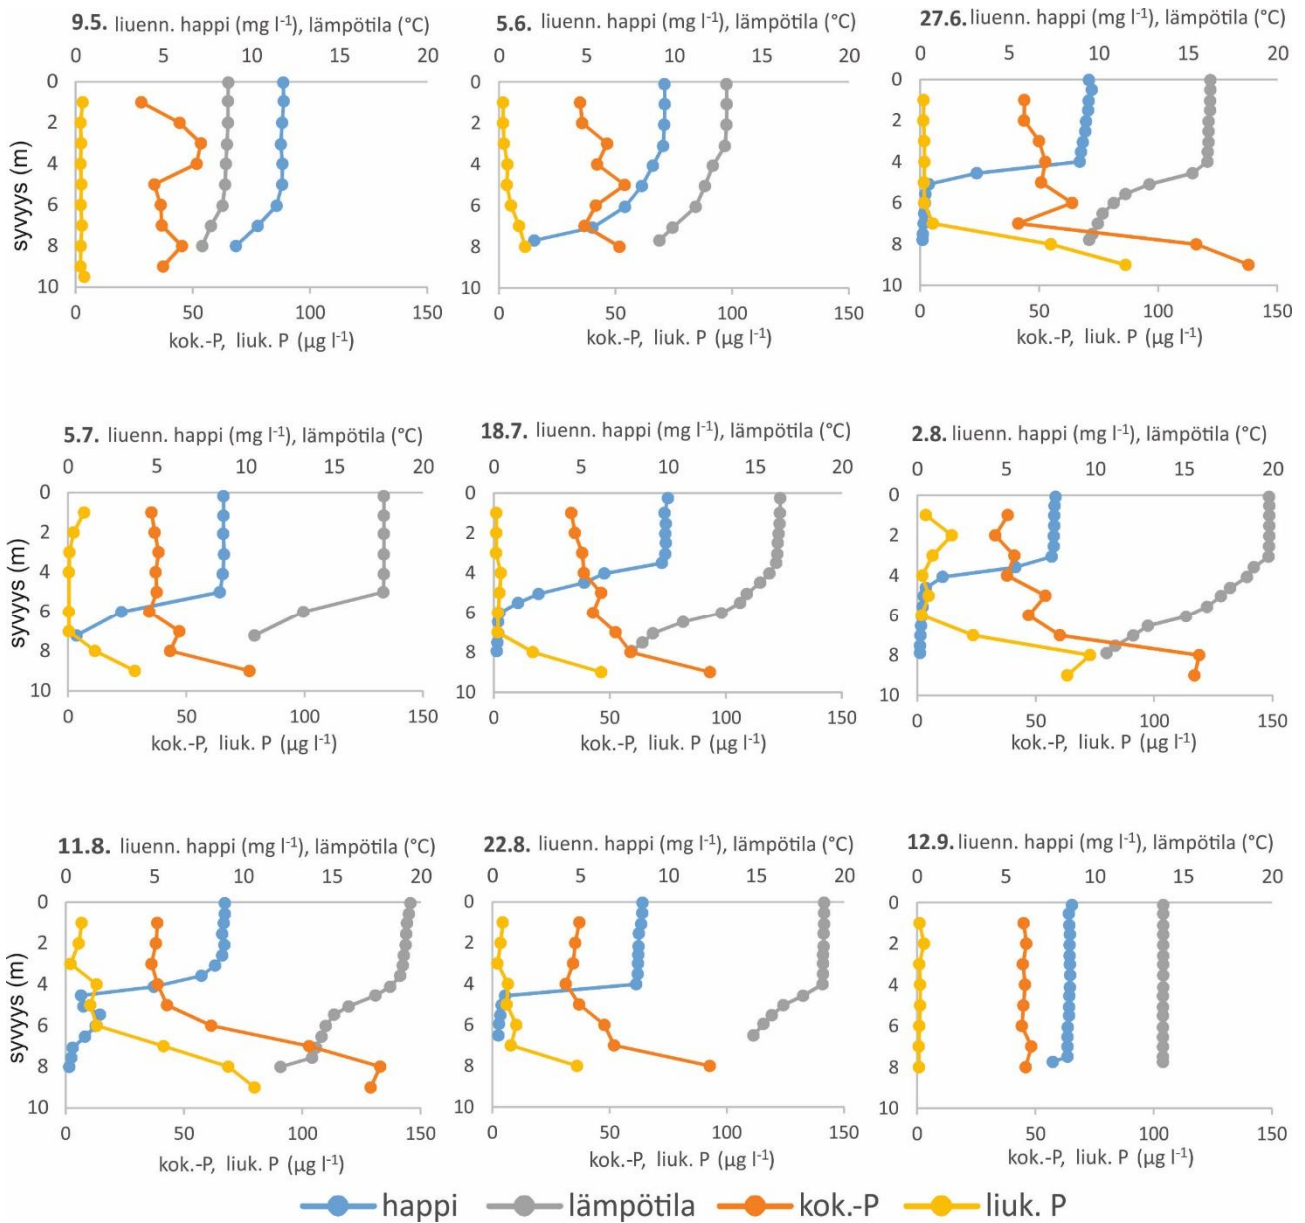 9.5. liuenn. happi (mg l-1), lämpötila (°C)
0 5 10 15 20
0
2
4
6
8
10
syvyys (m)
0 50 100 150
kok.-P, liuk. P (µg l-1)
5.6. liuenn. happi (mg l-1), lämpötila (°C)
0 5 10 15 20
0
2
4
6
8
10
0 50 100 150
kok.-P, liuk. P (µg l-1)
27.6. liuenn. happi (mg l-1), lämpötila (°C)
0 5 10 15 20
0
2
4
6
8
10
0 50 100 150
kok.-P, liuk. P (µg l-1)
5.7. liuenn. happi (mg l-1), lämpötila (°C)
0 5 10 15 20
0
2
4
6
8
10
syvyys (m)
0 50 100 150
kok.-P, liuk. P (µg l-1)
18.7. liuenn. happi (mg l-1), lämpötila (°C)
0 5 10 15 20
0
2
4
6
8
10
0 50 100 150
kok.-P, liuk. P (µg l-1)
2.8. liuenn. happi (mg l-1), lämpötila (°C)
0 5 10 15 20
0
2
4
6
8
10
0 50 100 150
kok.-P, liuk. P (µg l-1)
11.8. liuenn. happi (mg l-1), lämpötila (°C)
0 5 10 15 20
0
2
4
6
8
10
syvyys (m)
0 50 100 150
kok.-P, liuk. P (µg l-1)
22.8. liuenn. happi (mg l-1), lämpötila (°C)
0 5 10 15 20
0
2
4
6
8
10
0 50 100 150
kok.-P, liuk. P (µg l-1)
12.9. liuenn. happi (mg l-1), lämpötila (°C)
0 5 10 15 20
0
2
4
6
8
10
0 50 100 150
kok.-P, liuk. P (µg l-1)
happi lämpötila kok.-P liuk. P